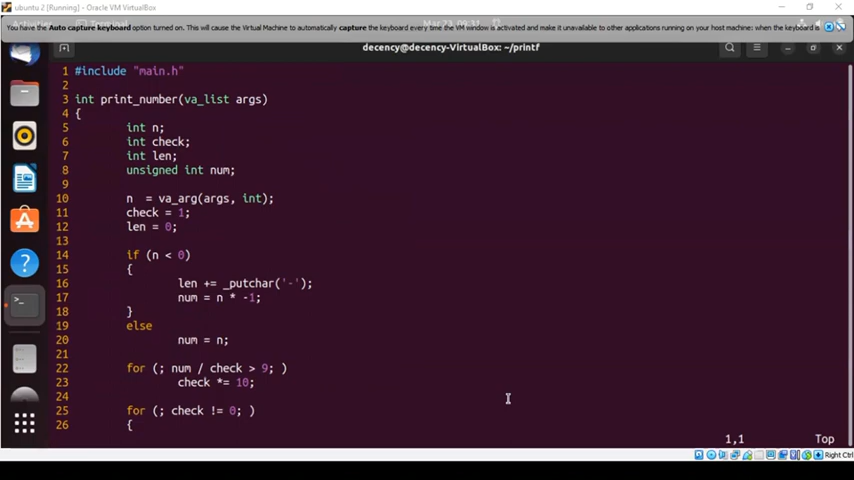 ubuntu 2 [Running] - Oracle VM VirtualBox
You have the Auto capture keyboard option turned on. This will cause the Virtual Machine to automatically capture the keyboard every time the VM window is activated and make it unavailable to other applications running on your host machine: when the keyboard is
decency@decency-VirtualBox: ~/printf
1 #include "main.h"
2
3 int print_number(va_list args)
4 {
5 int n;
6 int check;
7 int len;
8 unsigned int num;
9
10 n  = va_arg(args, int);
11 check = 1;
12 len = 0;
13
14 if (n < 0)
15 {
16 len += _putchar('-');
17 num = n * -1;
18 }
19 else
20 num = n;
21
22 for (; num / check > 9; )
23 check *= 10;
24
25 for (; check != 0; )
26 {
1,1 Top
Right Ctrl